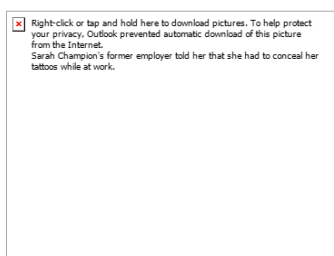 Right-click or tap and hold here to download pictures. To help protect
your privacy, Outlook prevented automatic download of this picture
from the Internet.
Sarah Champion's former employer told her that she had to conceal her
tattoos while at work.